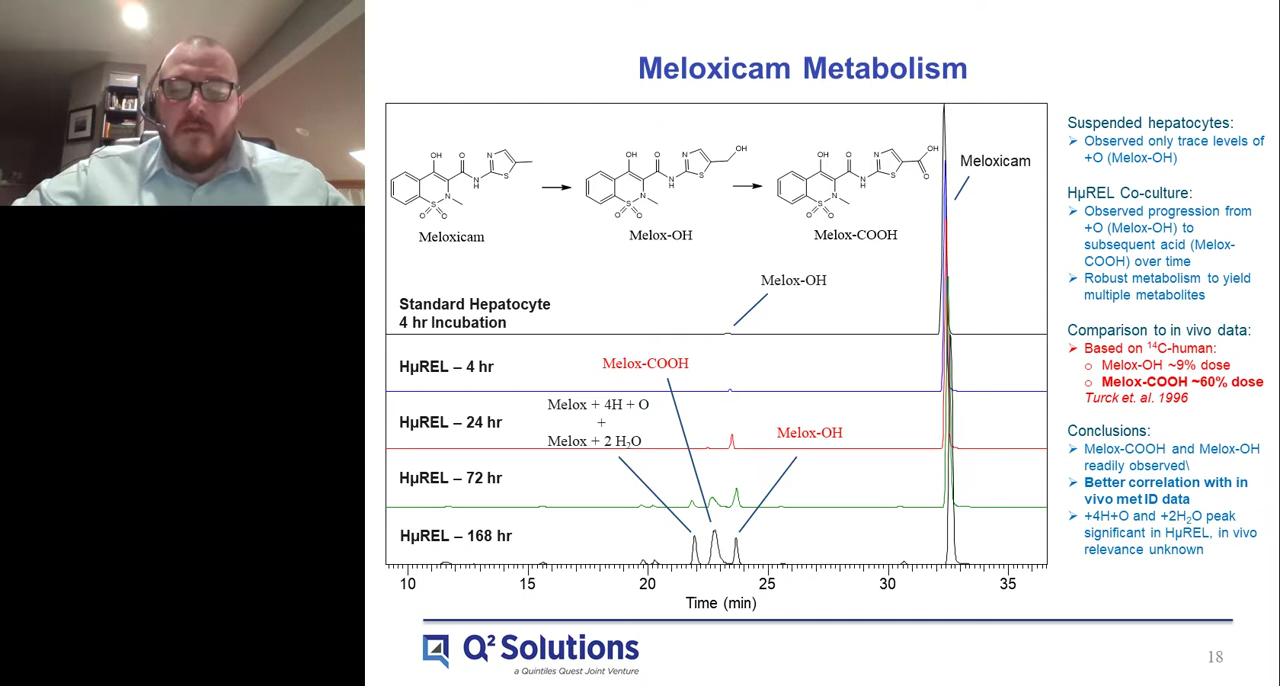 Meloxicam Metabolism
OH
O
N
S
N
H
N
S
O O
Meloxicam
OH
O
N
OH
S
N
H
N
S
O O
Melox-OH
OH
O
N
OH
O
S
N
H
N
S
O O
Melox-COOH
Meloxicam
Melox-OH
Standard Hepatocyte
4 hr Incubation
Melox-COOH
HµREL – 4 hr
Melox + 4H + O
+
Melox + 2 H₂O
HµREL – 24 hr
Melox-OH
HµREL – 72 hr
HµREL – 168 hr
10 15 20 25 30 35
Time (min)
Suspended hepatocytes:
➢ Observed only trace levels of
+O (Melox-OH)
HµREL Co-culture:
➢ Observed progression from
+O (Melox-OH) to
subsequent acid (Melox-
COOH) over time
➢ Robust metabolism to yield
multiple metabolites
Comparison to in vivo data:
➢ Based on ¹⁴C-human:
o Melox-OH ~9% dose
o Melox-COOH ~60% dose
Turck et. al. 1996
Conclusions:
➢ Melox-COOH and Melox-OH
readily observed\
➢ Better correlation with in
vivo met ID data
➢ +4H+O and +2H₂O peak
significant in HµREL, in vivo
relevance unknown
Q² Solutions
a Quintiles Quest Joint Venture
18